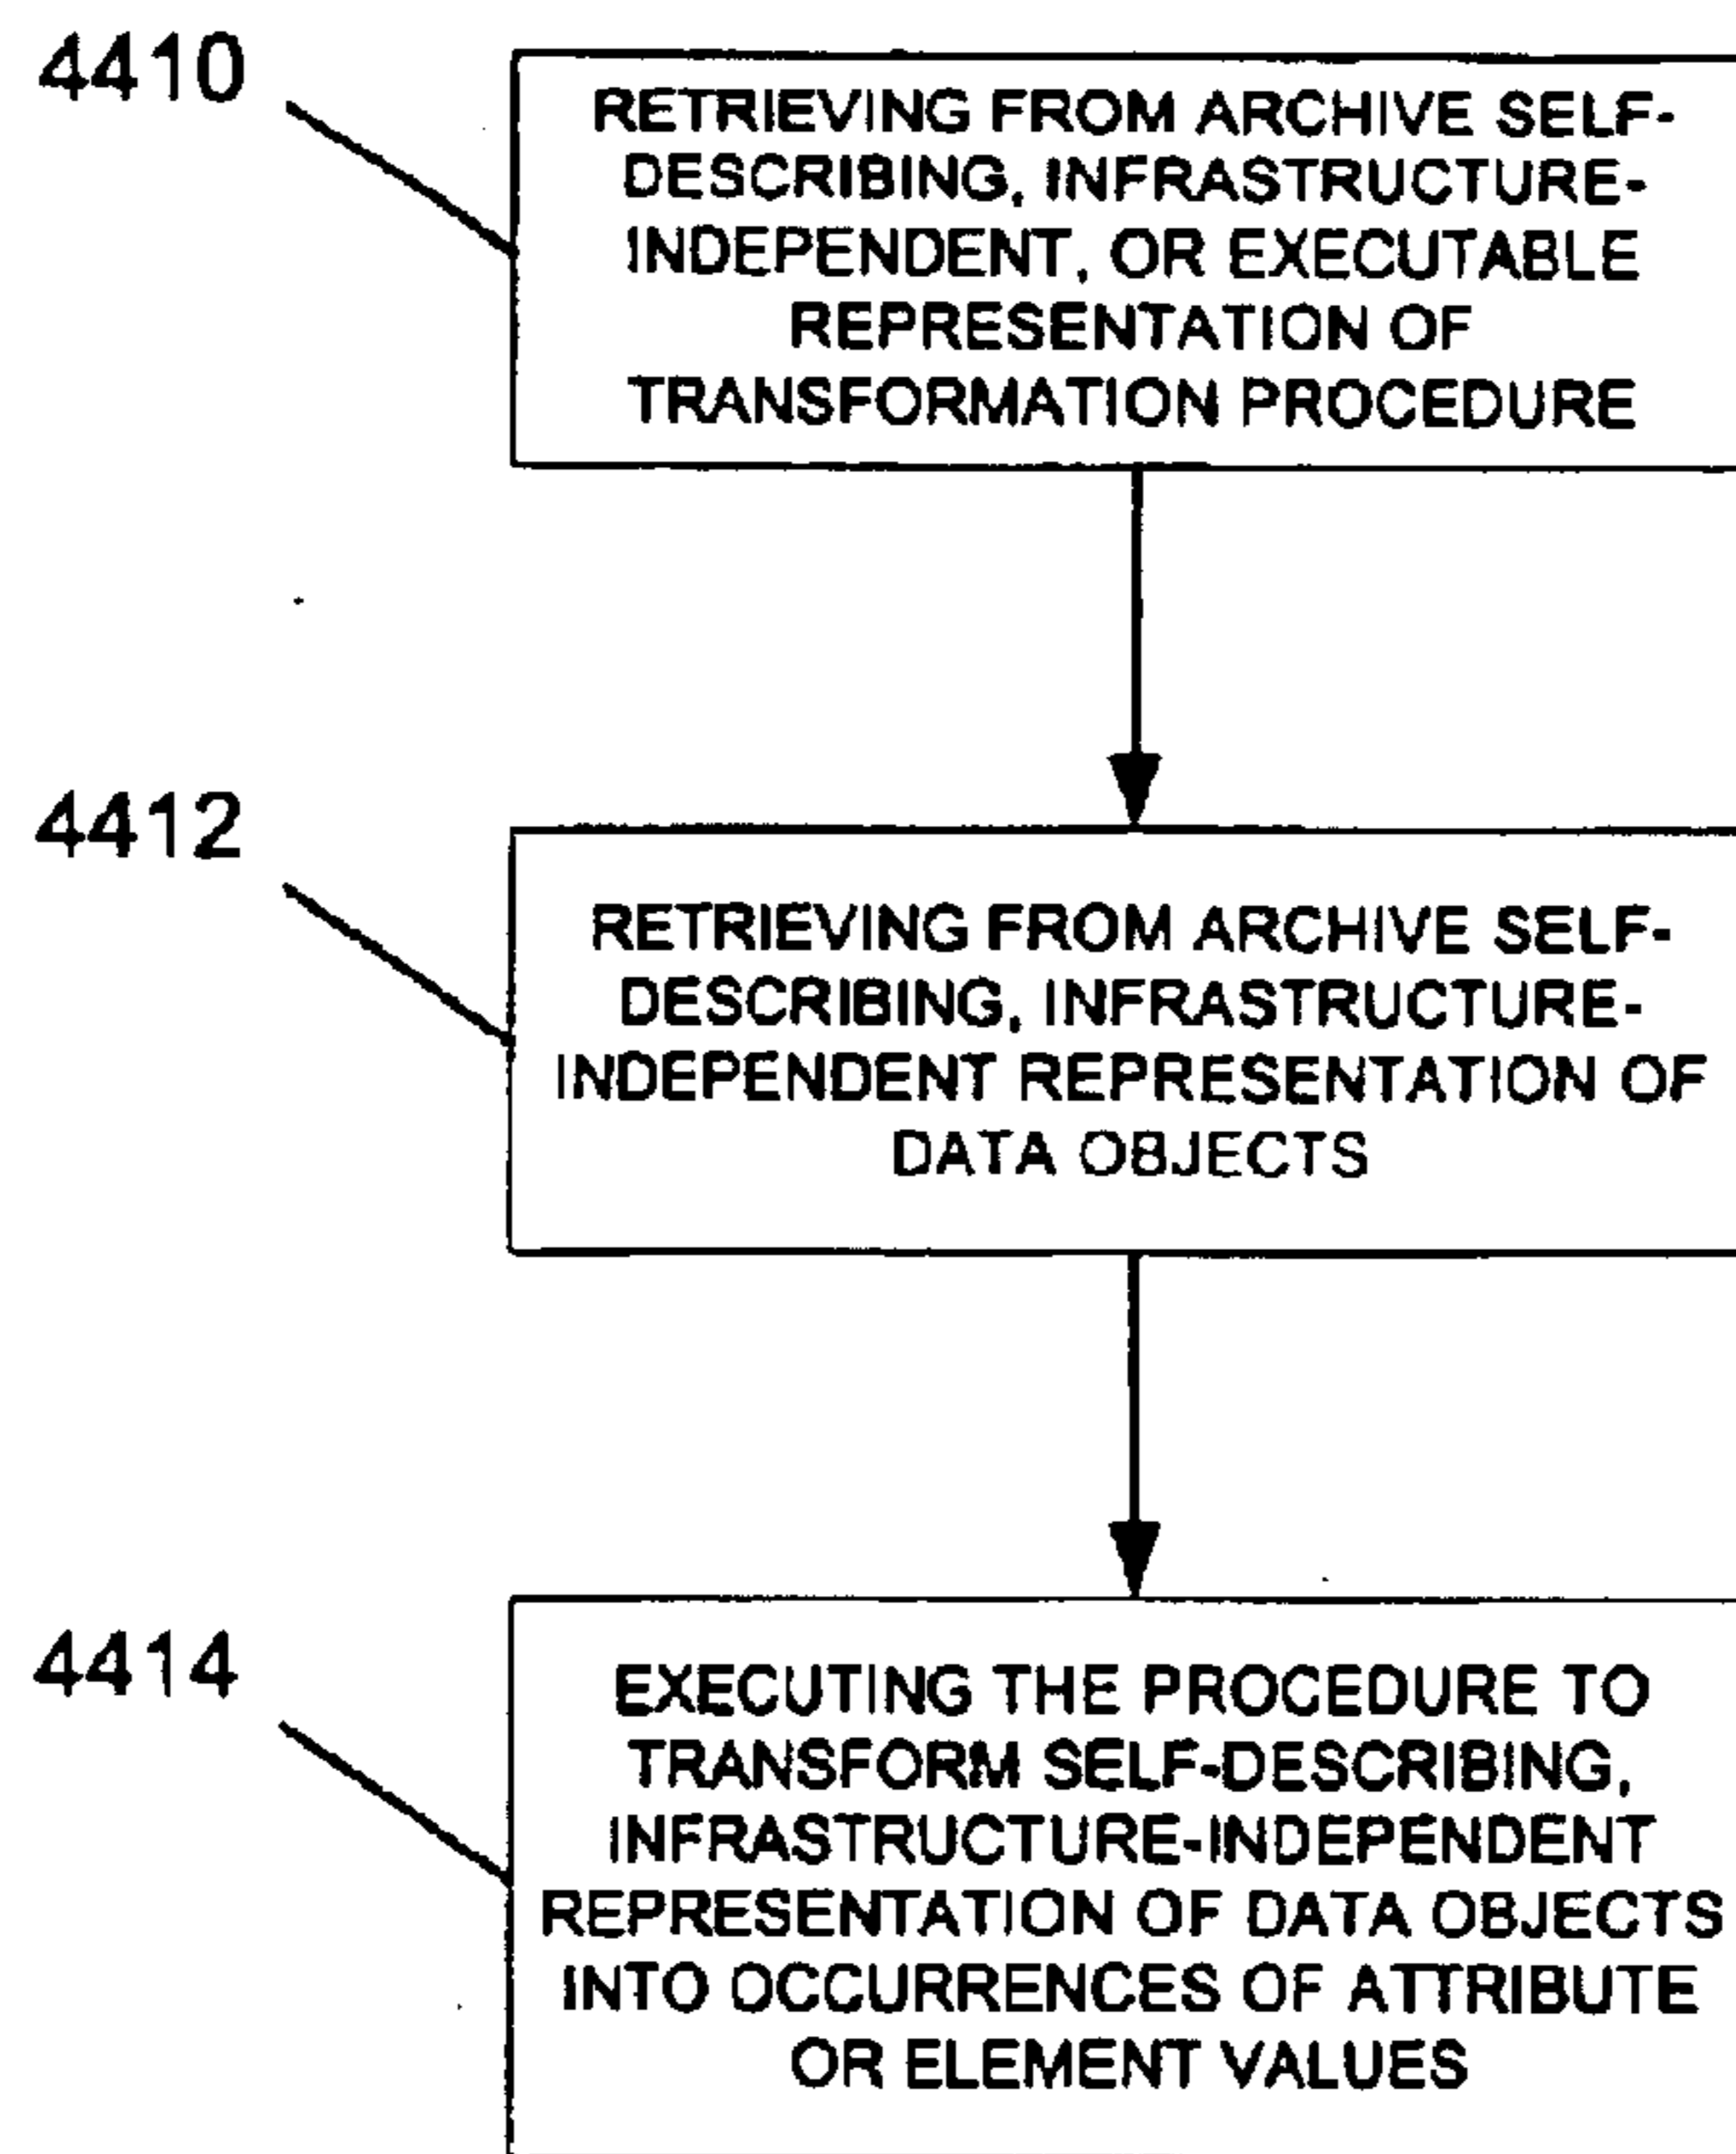 4410
RETRIEVING FROM ARCHIVE SELF-
DESCRIBING, INFRASTRUCTURE-
INDEPENDENT, OR EXECUTABLE
REPRESENTATION OF
TRANSFORMATION PROCEDURE
4412
RETRIEVING FROM ARCHIVE SELF-
DESCRIBING, INFRASTRUCTURE-
INDEPENDENT REPRESENTATION OF
DATA OBJECTS
4414
EXECUTING THE PROCEDURE TO
TRANSFORM SELF-DESCRIBING,
INFRASTRUCTURE-INDEPENDENT
REPRESENTATION OF DATA OBJECTS
INTO OCCURRENCES OF ATTRIBUTE
OR ELEMENT VALUES